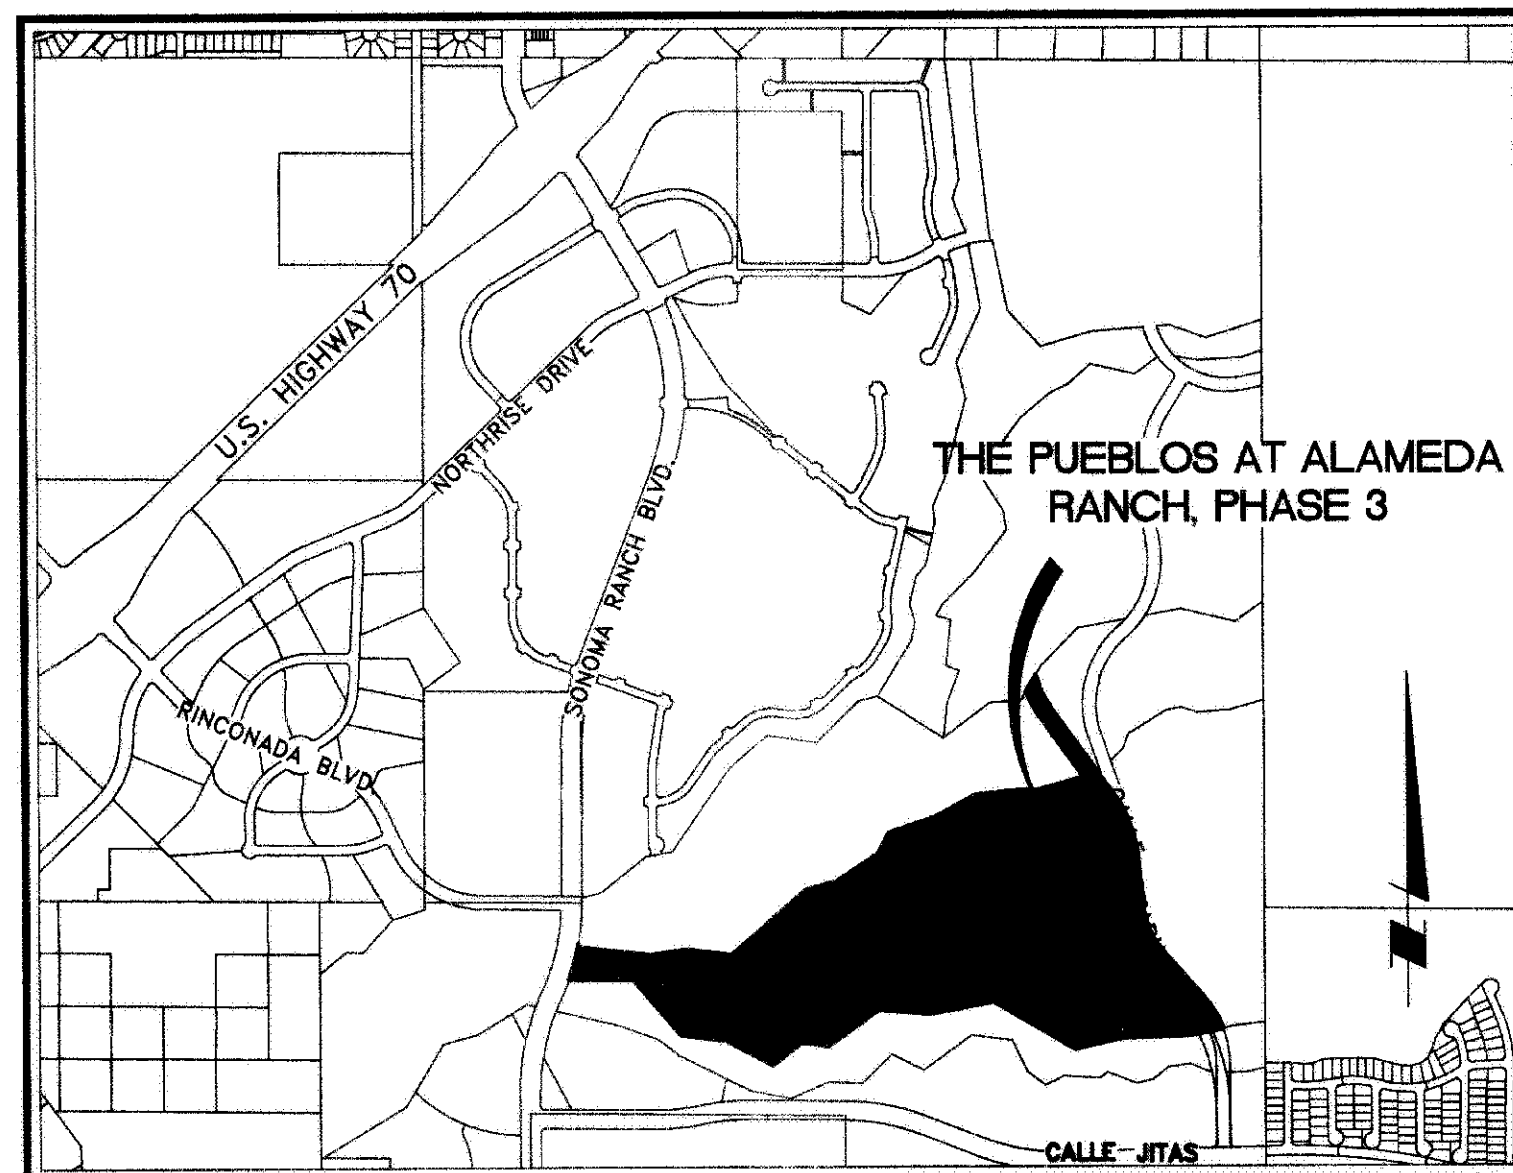 U.S. HIGHWAY 70
NORTHRISE DRIVE
THE PUEBLOS AT ALAMEDA
RANCH, PHASE 3
SONOMA RANCH BLVD.
RINCONADA BLVD
CALLE JITAS